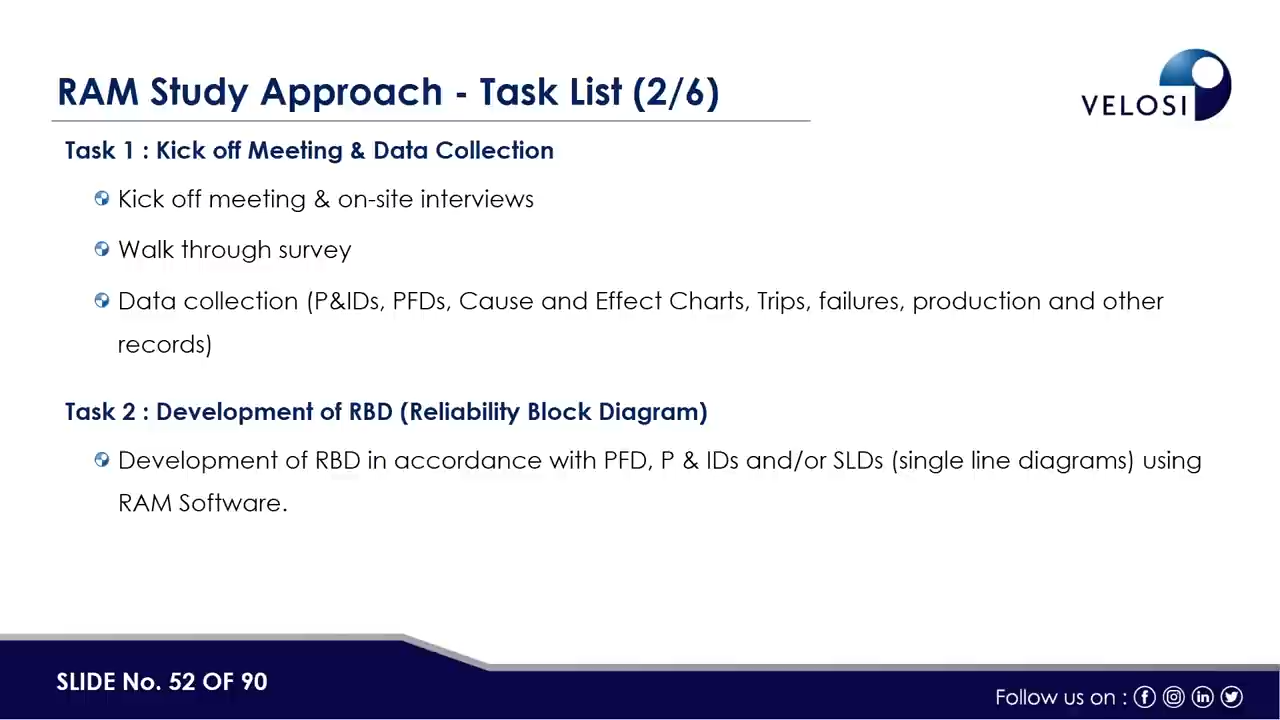 RAM Study Approach - Task List (2/6)
VELOSI
Task 1 : Kick off Meeting & Data Collection
Kick off meeting & on-site interviews
Walk through survey
Data collection (P&IDs, PFDs, Cause and Effect Charts, Trips, failures, production and other
records)
Task 2 : Development of RBD (Reliability Block Diagram)
Development of RBD in accordance with PFD, P & IDs and/or SLDs (single line diagrams) using
RAM Software.
SLIDE No. 52 OF 90
Follow us on :